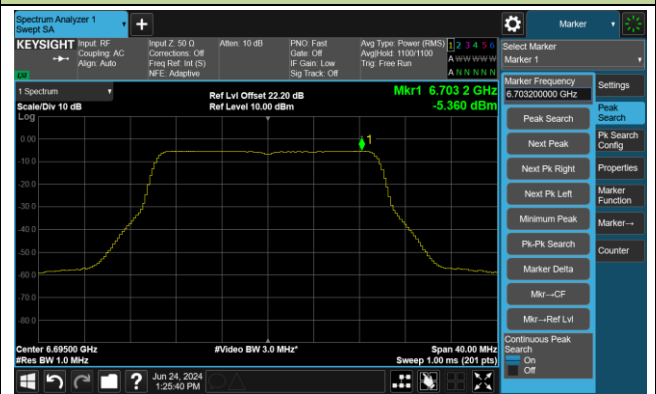 Spectrum Analyzer 1
Swept SA
+
Marker
KEYSIGHT
Input: RF
Coupling: AC
Align: Auto
Input Z: 50 Ω
Corrections: Off
Freq Ref: Int (S)
NFE: Adaptive
Atten: 10 dB
PNO: Fast
Gate: Off
IF Gain: Low
Sig Track: Off
Avg Type: Power (RMS)
Avg|Hold: 1100/1100
Trig: Free Run
1 2 3 4 5 6
A W W W W W
A N N N N N
LXI
Select Marker
Marker 1
1 Spectrum
Scale/Div 10 dB
Log
Ref Lvl Offset 22.20 dB
Ref Level 10.00 dBm
Mkr1 6.703 2 GHz
-5.360 dBm
1
0.00
-10.0
-20.0
-30.0
-40.0
-50.0
-60.0
-70.0
-80.0
Center 6.69500 GHz
#Res BW 1.0 MHz
#Video BW 3.0 MHz*
Span 40.00 MHz
Sweep 1.00 ms (201 pts)
Marker Frequency
6.703200000 GHz
Peak Search
Next Peak
Next Pk Right
Next Pk Left
Minimum Peak
Pk-Pk Search
Marker Delta
Mkr→CF
Mkr→Ref Lvl
Continuous Peak
Search
On
Off
Settings
Peak
Search
Pk Search
Config
Properties
Marker
Function
Marker→
Counter
?
Jun 24, 2024
1:25:40 PM